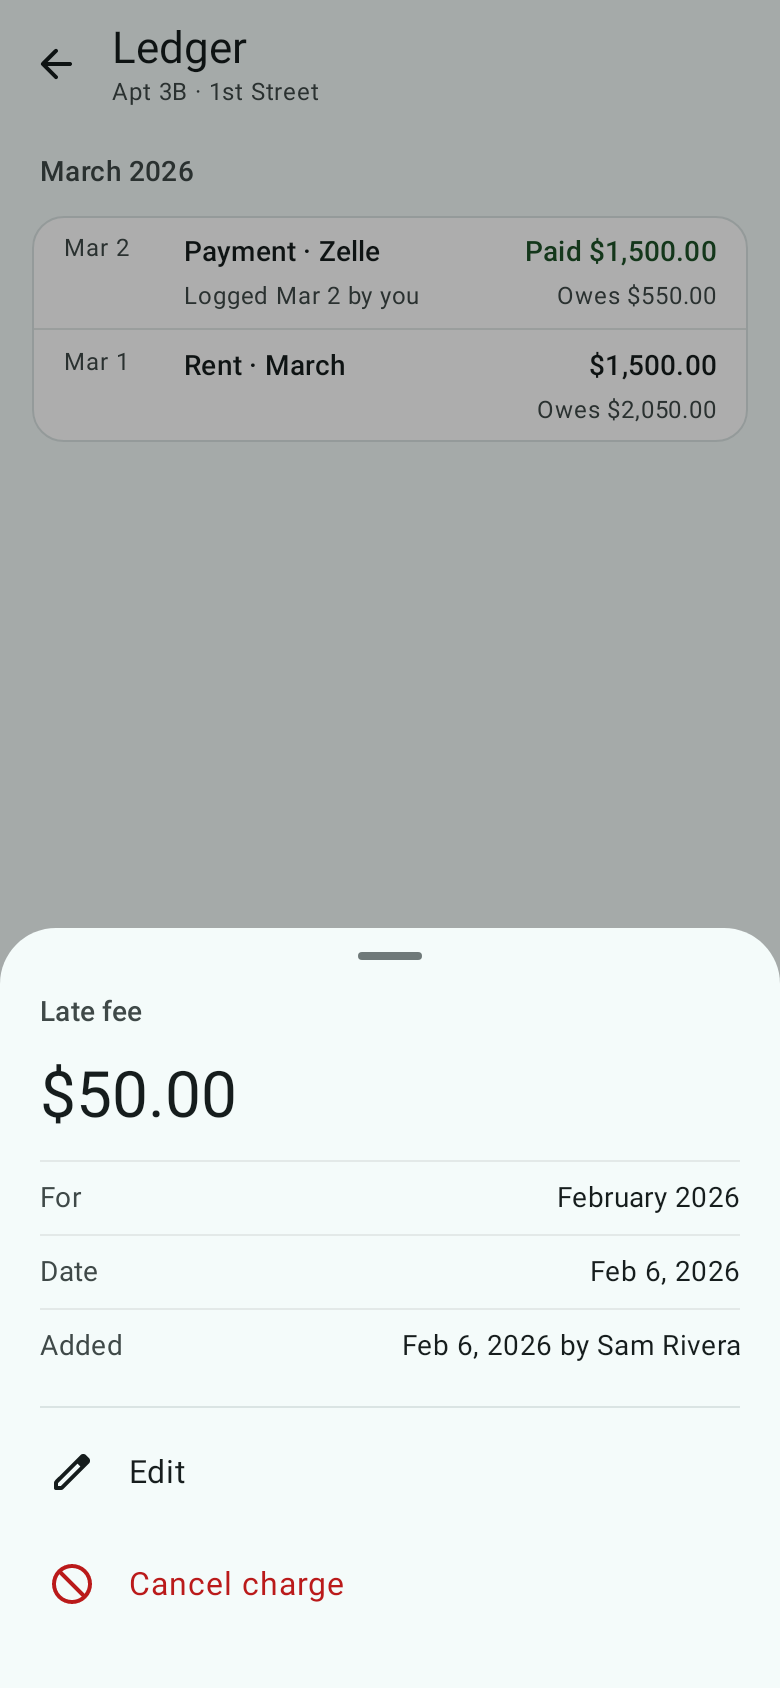 Ledger
Apt 3B · 1st Street
March 2026
Mar 2 Payment · Zelle Paid $1,500.00
Logged Mar 2 by you Owes $550.00
Mar 1 Rent · March $1,500.00
Owes $2,050.00
Late fee
$50.00
For February 2026
Date Feb 6, 2026
Added Feb 6, 2026 by Sam Rivera
Edit
Cancel charge